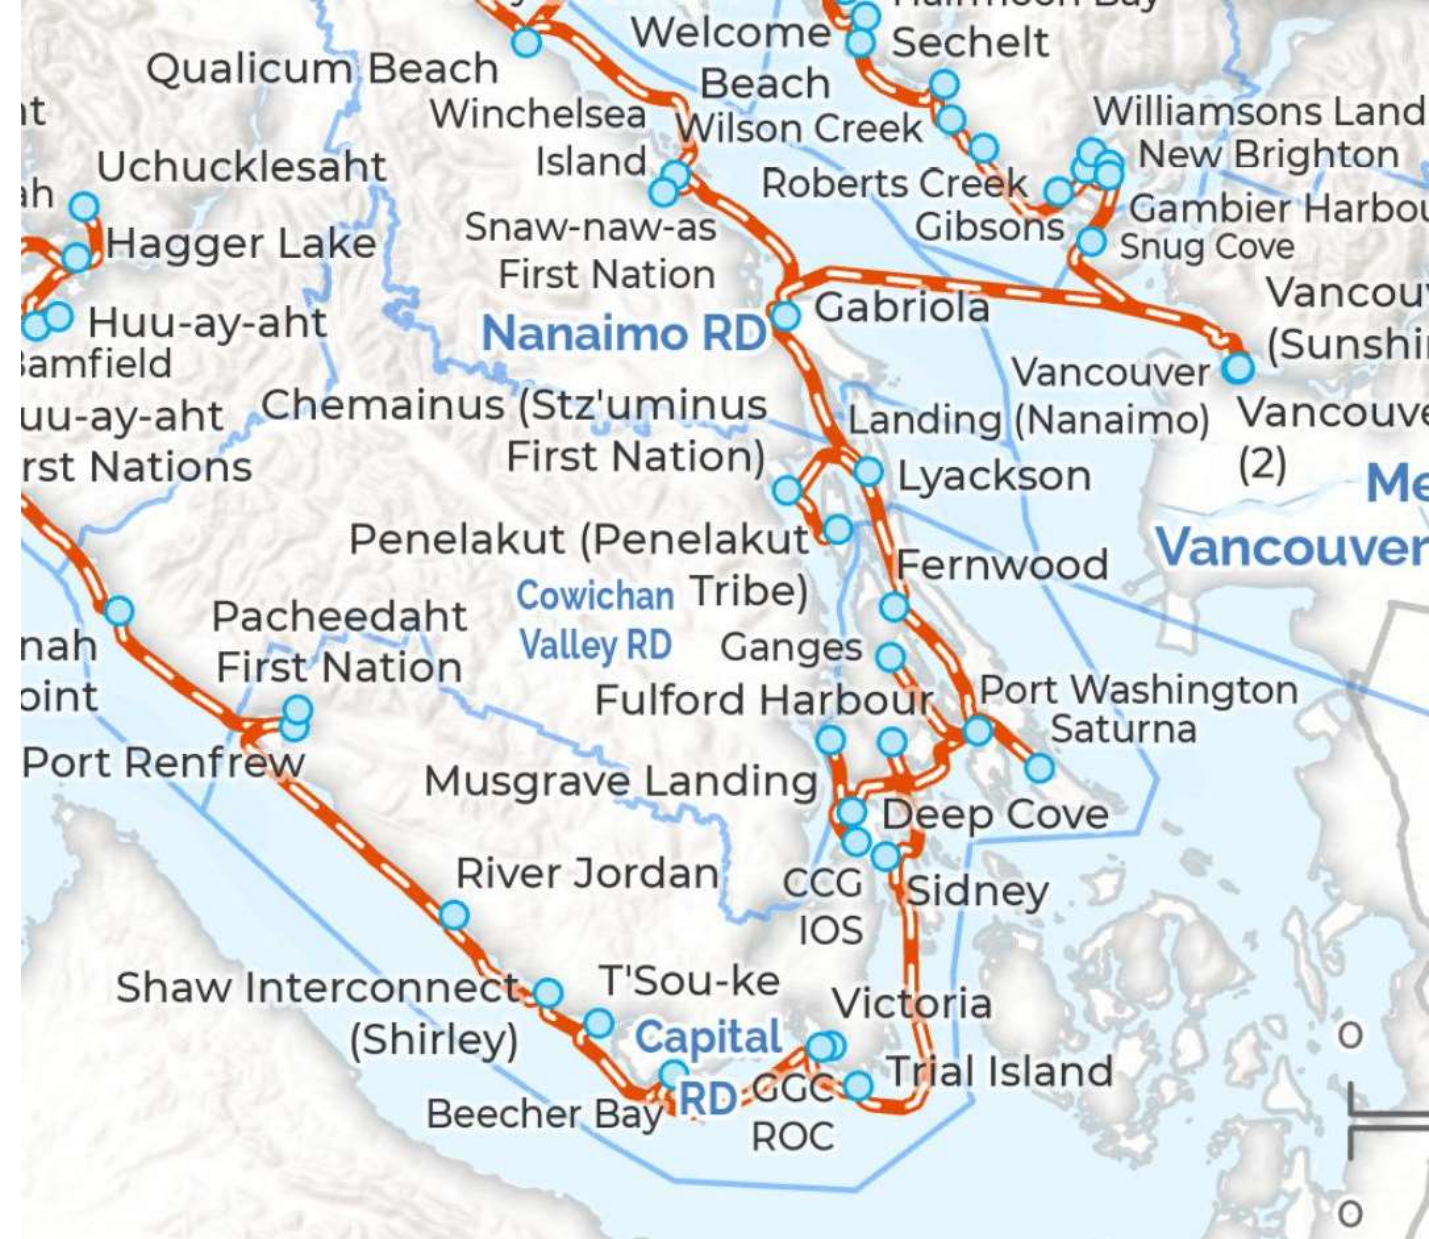 Welcome
Sechelt
Qualicum Beach
Beach
Winchelsea
Williamsons Land
Wilson Creek
New Brighton
Island
Uchucklesaht
Roberts Creek
Snaw-naw-as
Gibsons
Gambier Harbou
Hagger Lake
Snug Cove
First Nation
Gabriola
Vancou
Huu-ay-aht
Nanaimo RD
(Sunshi
Bamfield
Vancouver
uu-ay-aht
Chemainus (Stz'uminus
Landing (Nanaimo)
Vancouve
rst Nations
First Nation)
Lyackson
(2)
Me
Penelakut (Penelakut
Vancouver
Cowichan
Tribe)
Fernwood
Pacheedaht
Valley RD
Ganges
nah
First Nation
oint
Fulford Harbour
Port Washington
Saturna
Port Renfrew
Musgrave Landing
Deep Cove
River Jordan
CCG
Sidney
IOS
Shaw Interconnect
T'Sou-ke
Victoria
(Shirley)
Capital
Trial Island
Beecher Bay
RD
GGC
ROC
0
0